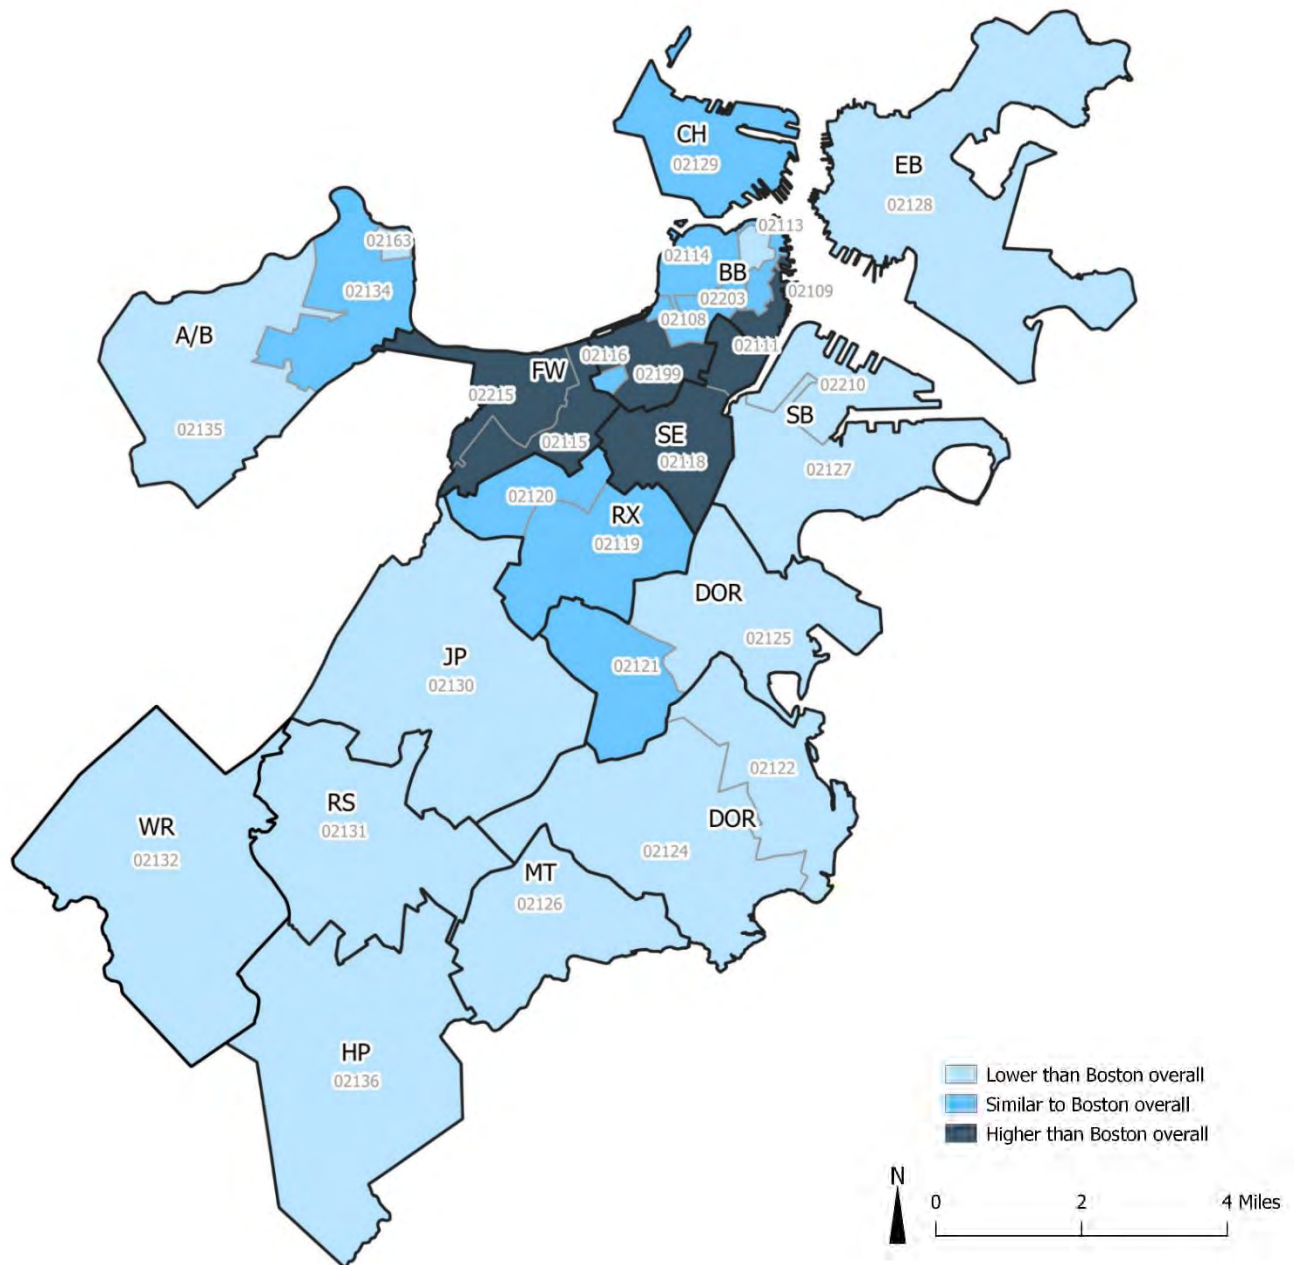 CH
02129
EB
02128
02113
02163
02114
BB
02134
02203
02109
02108
A/B
02116
02111
FW
02199
02215
02210
SB
SE
02135
02115
02118
02127
02120
RX
02119
DOR
02125
JP
02121
02130
02122
RS
WR
02131
DOR
02132
02124
MT
02126
HP
02136
Lower than Boston overall
Similar to Boston overall
Higher than Boston overall
N
0 2 4 Miles